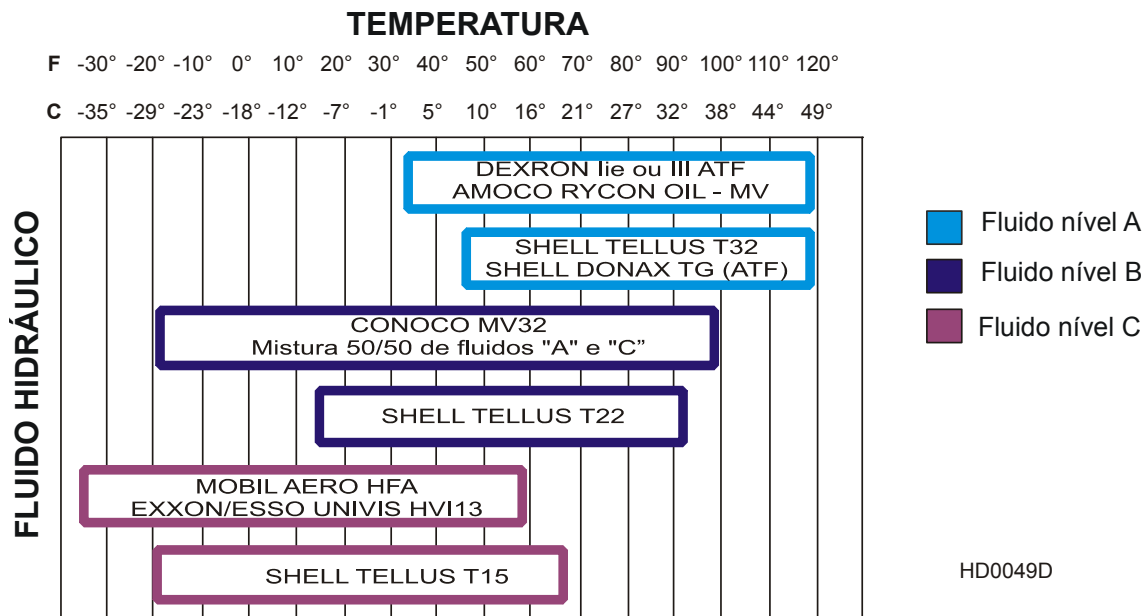 TEMPERATURA
F -30° -20° -10° 0° 10° 20° 30° 40° 50° 60° 70° 80° 90° 100° 110° 120°
C -35° -29° -23° -18° -12° -7° -1° 5° 10° 16° 21° 27° 32° 38° 44° 49°
FLUIDO HIDRÁULICO
DEXRON Iie ou III ATF
AMOCO RYCON OIL - MV
SHELL TELLUS T32
SHELL DONAX TG (ATF)
CONOCO MV32
Mistura 50/50 de fluidos "A" e "C”
SHELL TELLUS T22
MOBIL AERO HFA
EXXON/ESSO UNIVIS HVI13
SHELL TELLUS T15
Fluido nível A
Fluido nível B
Fluido nível C
HD0049D